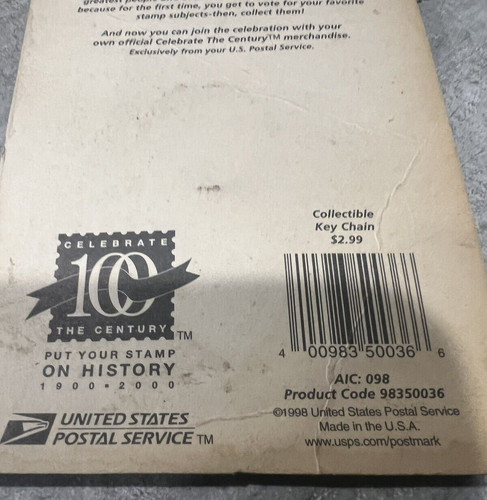 greatest people
because for the first time, you get to vote for your favorite
stamp subjects-then, collect them!
And now you can join the celebration with your
own official Celebrate The Century™ merchandise.
Exclusively from your U.S. Postal Service.
Collectible
Key Chain
$2.99
CELEBRATE
100
THE CENTURY TM
PUT YOUR STAMP
ON HISTORY
1900•2000
4 00983 50036 6
AIC: 098
Product Code 98350036
©1998 United States Postal Service
Made in the U.S.A.
www.usps.com/postmark
UNITED STATES
POSTAL SERVICE TM